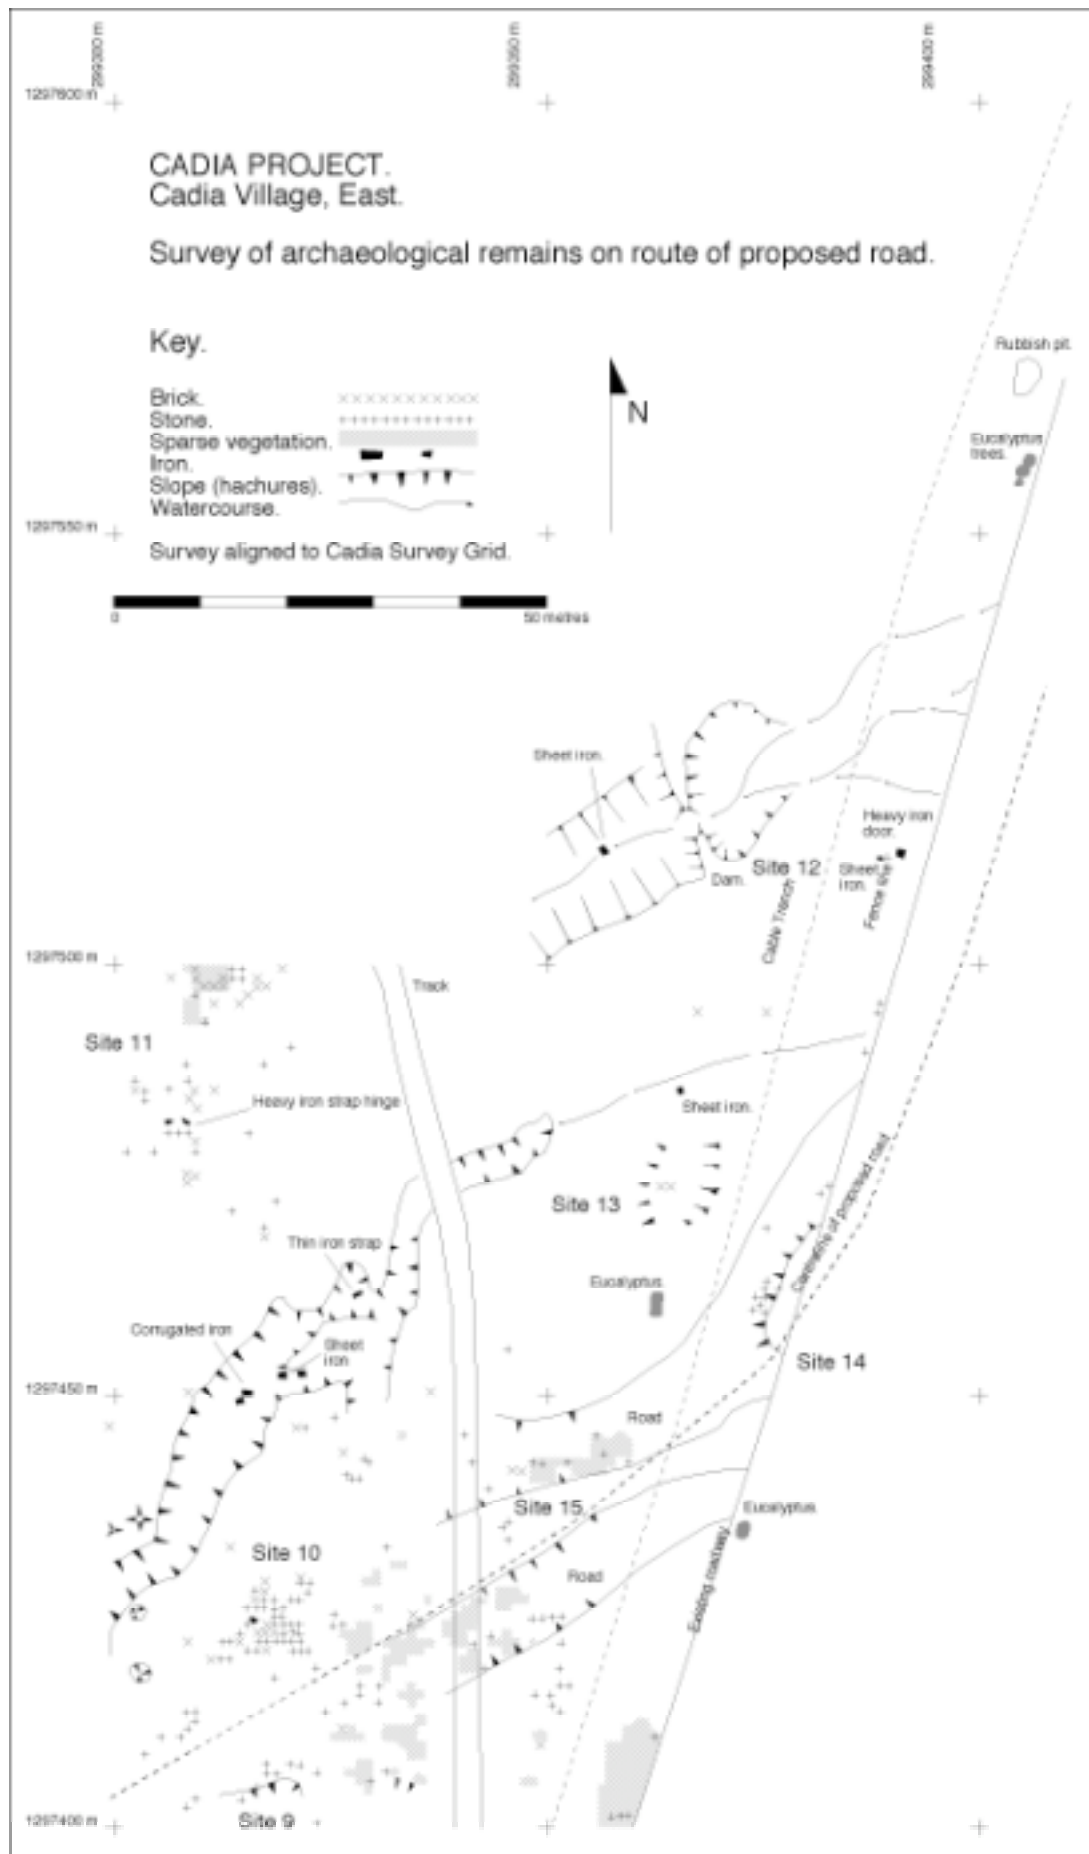 299300 m
299350 m
299400 m
1297600 m
CADIA PROJECT.
Cadia Village, East.
Survey of archaeological remains on route of proposed road.
Key.
Brick.
Stone.
Sparse vegetation.
Iron.
Slope (hachures).
Watercourse.
N
Rubbish pit.
Eucalyptus
trees.
1297550 m
Survey aligned to Cadia Survey Grid.
0
50 metres
Sheet iron.
Heavy iron
door.
Site 12
Sheet
iron.
Dam.
Fence line
Cable Trench
1297500 m
Track
Site 11
Heavy iron strap hinge
Sheet iron.
Site 13
Centreline of proposed road
Thin iron strap
Eucalyptus.
Corrugated iron
Sheet
iron
Site 14
1297450 m
Road
Site 15
Eucalyptus.
Site 10
Road
Existing roadway
Site 9
1297400 m